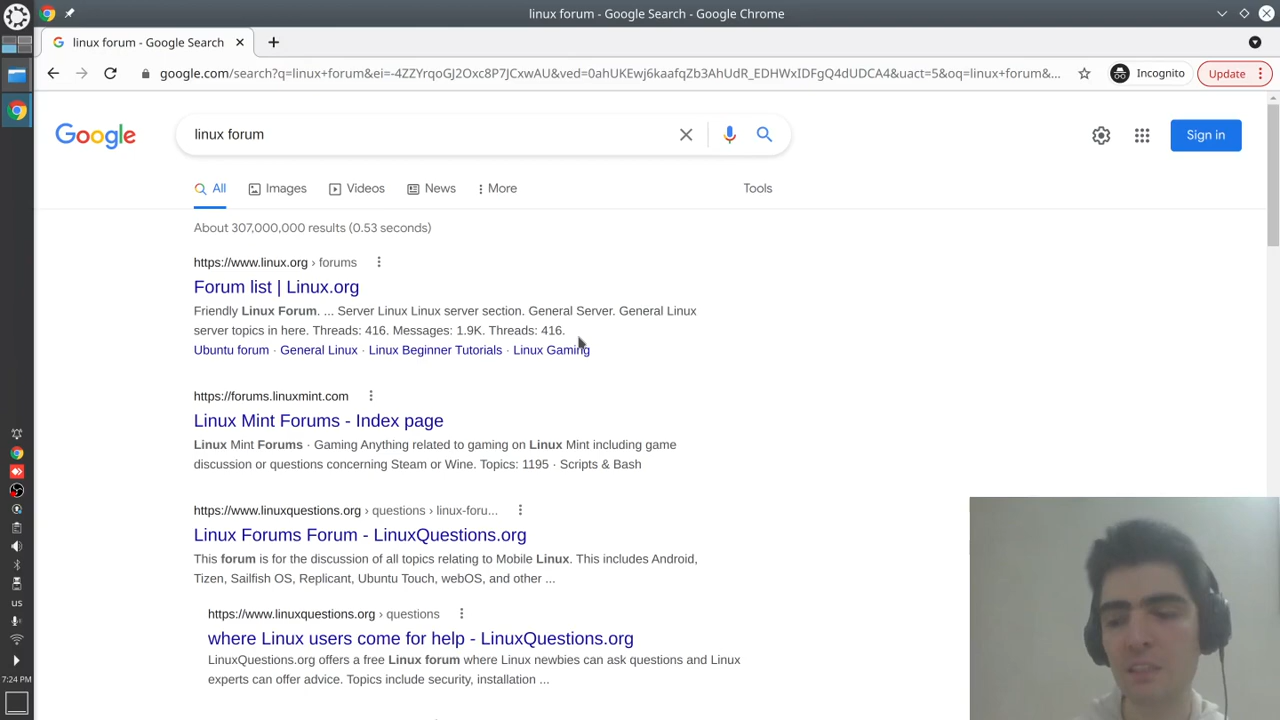 linux forum - Google Search - Google Chrome
linux forum - Google Search
google.com/search?q=linux+forum&ei=-4ZZYrqoGJ2Oxc8P7JCxwAU&ved=0ahUKEwj6kaafqZb3AhUdR_EDHWxIDFgQ4dUDCA4&uact=5&oq=linux+forum&...
Incognito
Update
Google
linux forum
Sign in
All
Images
Videos
News
More
Tools
About 307,000,000 results (0.53 seconds)
https://www.linux.org › forums
Forum list | Linux.org
Friendly Linux Forum. ... Server Linux Linux server section. General Server. General Linux
server topics in here. Threads: 416. Messages: 1.9K. Threads: 416.
Ubuntu forum · General Linux · Linux Beginner Tutorials · Linux Gaming
https://forums.linuxmint.com
Linux Mint Forums - Index page
Linux Mint Forums · Gaming Anything related to gaming on Linux Mint including game
discussion or questions concerning Steam or Wine. Topics: 1195 · Scripts & Bash
https://www.linuxquestions.org › questions › linux-foru...
Linux Forums Forum - LinuxQuestions.org
This forum is for the discussion of all topics relating to Mobile Linux. This includes Android,
Tizen, Sailfish OS, Replicant, Ubuntu Touch, webOS, and other ...
https://www.linuxquestions.org › questions
where Linux users come for help - LinuxQuestions.org
LinuxQuestions.org offers a free Linux forum where Linux newbies can ask questions and Linux
experts can offer advice. Topics include security, installation ...
us
7:24 PM